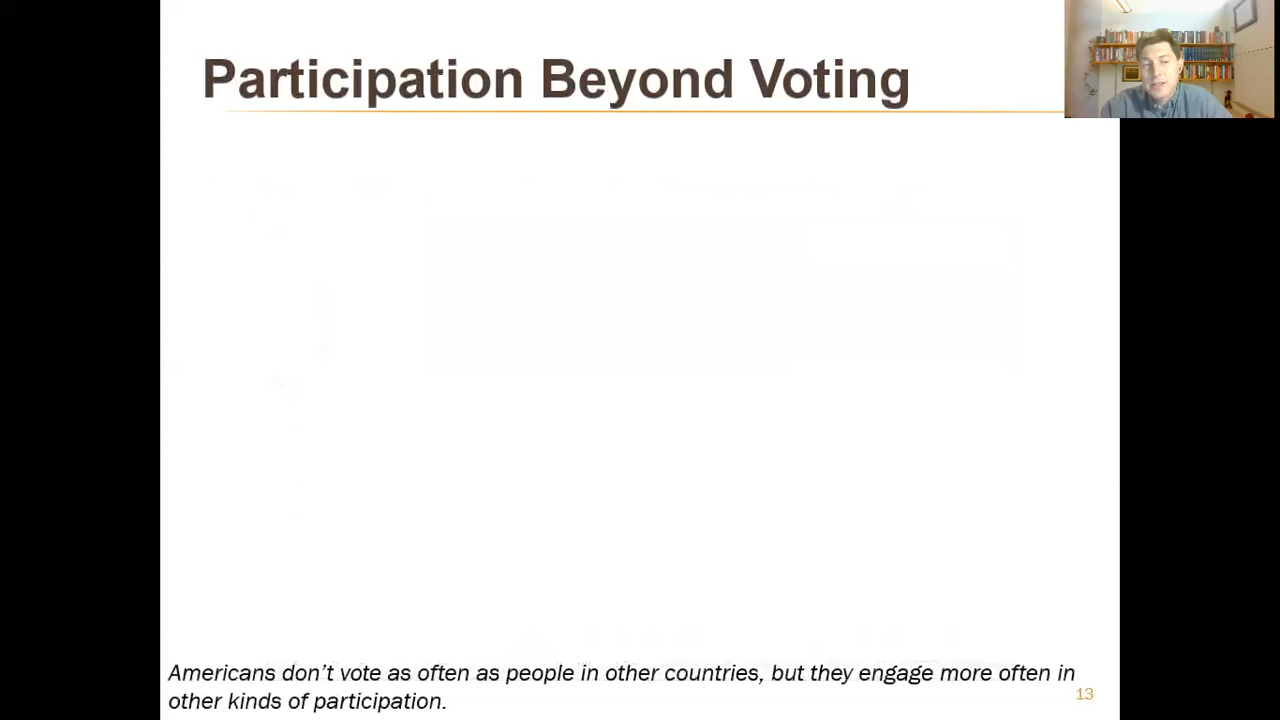 Participation Beyond Voting
Americans don't vote as often as people in other countries, but they engage more often in
other kinds of participation.
13